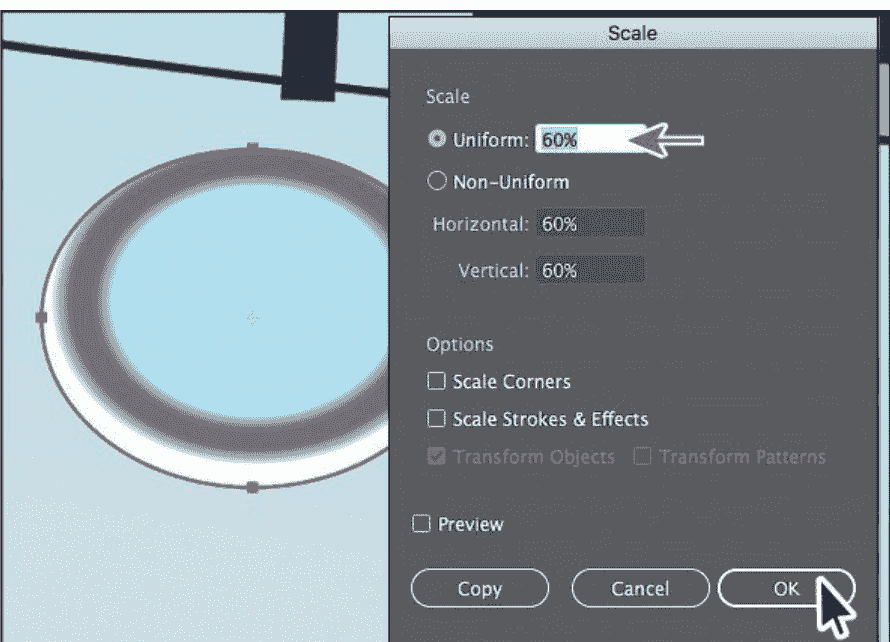 Scale
Scale
Uniform: 60%
Non-Uniform
Horizontal: 60%
Vertical: 60%
Options
Scale Corners
Scale Strokes & Effects
Transform Objects Transform Patterns
Preview
Copy Cancel OK